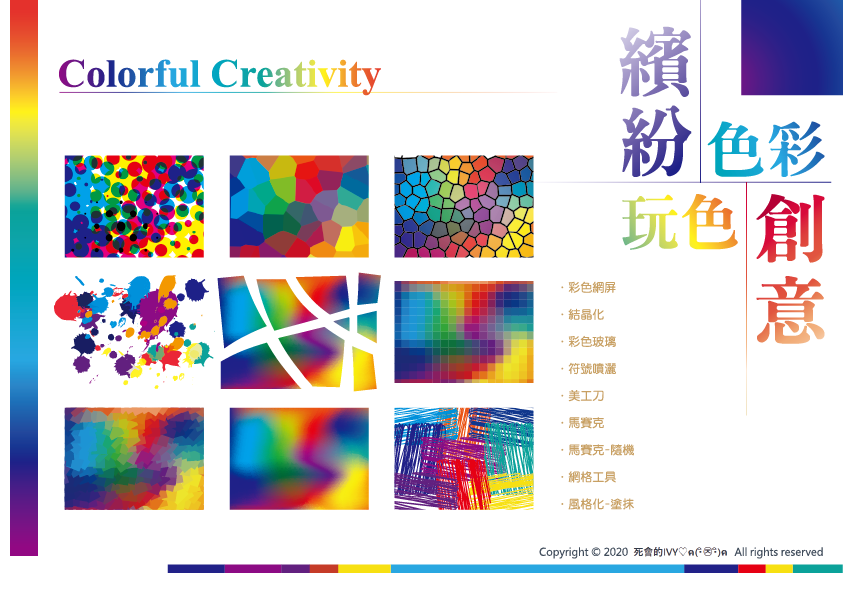 Colorful Creativity
繽紛
色彩
玩色
創意
· 彩色網屏
· 結晶化
· 彩色玻璃
· 符號噴灑
· 美工刀
· 馬賽克
· 馬賽克-隨機
· 網格工具
· 風格化-塗抹
Copyright © 2020 死會的IVY♡ All rights reserved